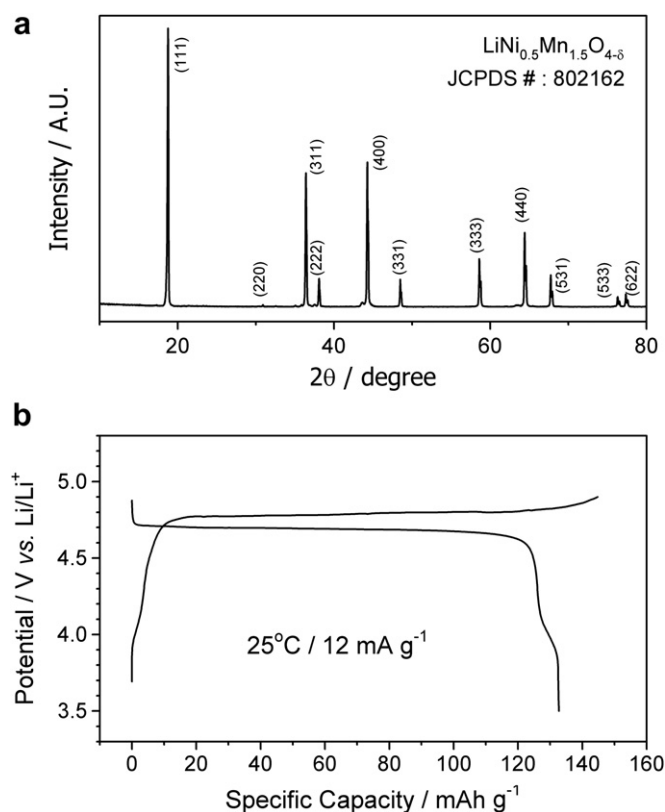 a
LiNi0.5Mn1.5O4-δ
JCPDS # : 802162
Intensity / A.U.
(111)
(220)
(311)
(222)
(400)
(331)
(333)
(440)
(531)
(533)
(622)
20 40 60 80
2θ / degree
b
Potential / V vs. Li/Li+
5.0
4.5
4.0
3.5
25°C / 12 mA g-1
0 20 40 60 80 100 120 140 160
Specific Capacity / mAh g-1